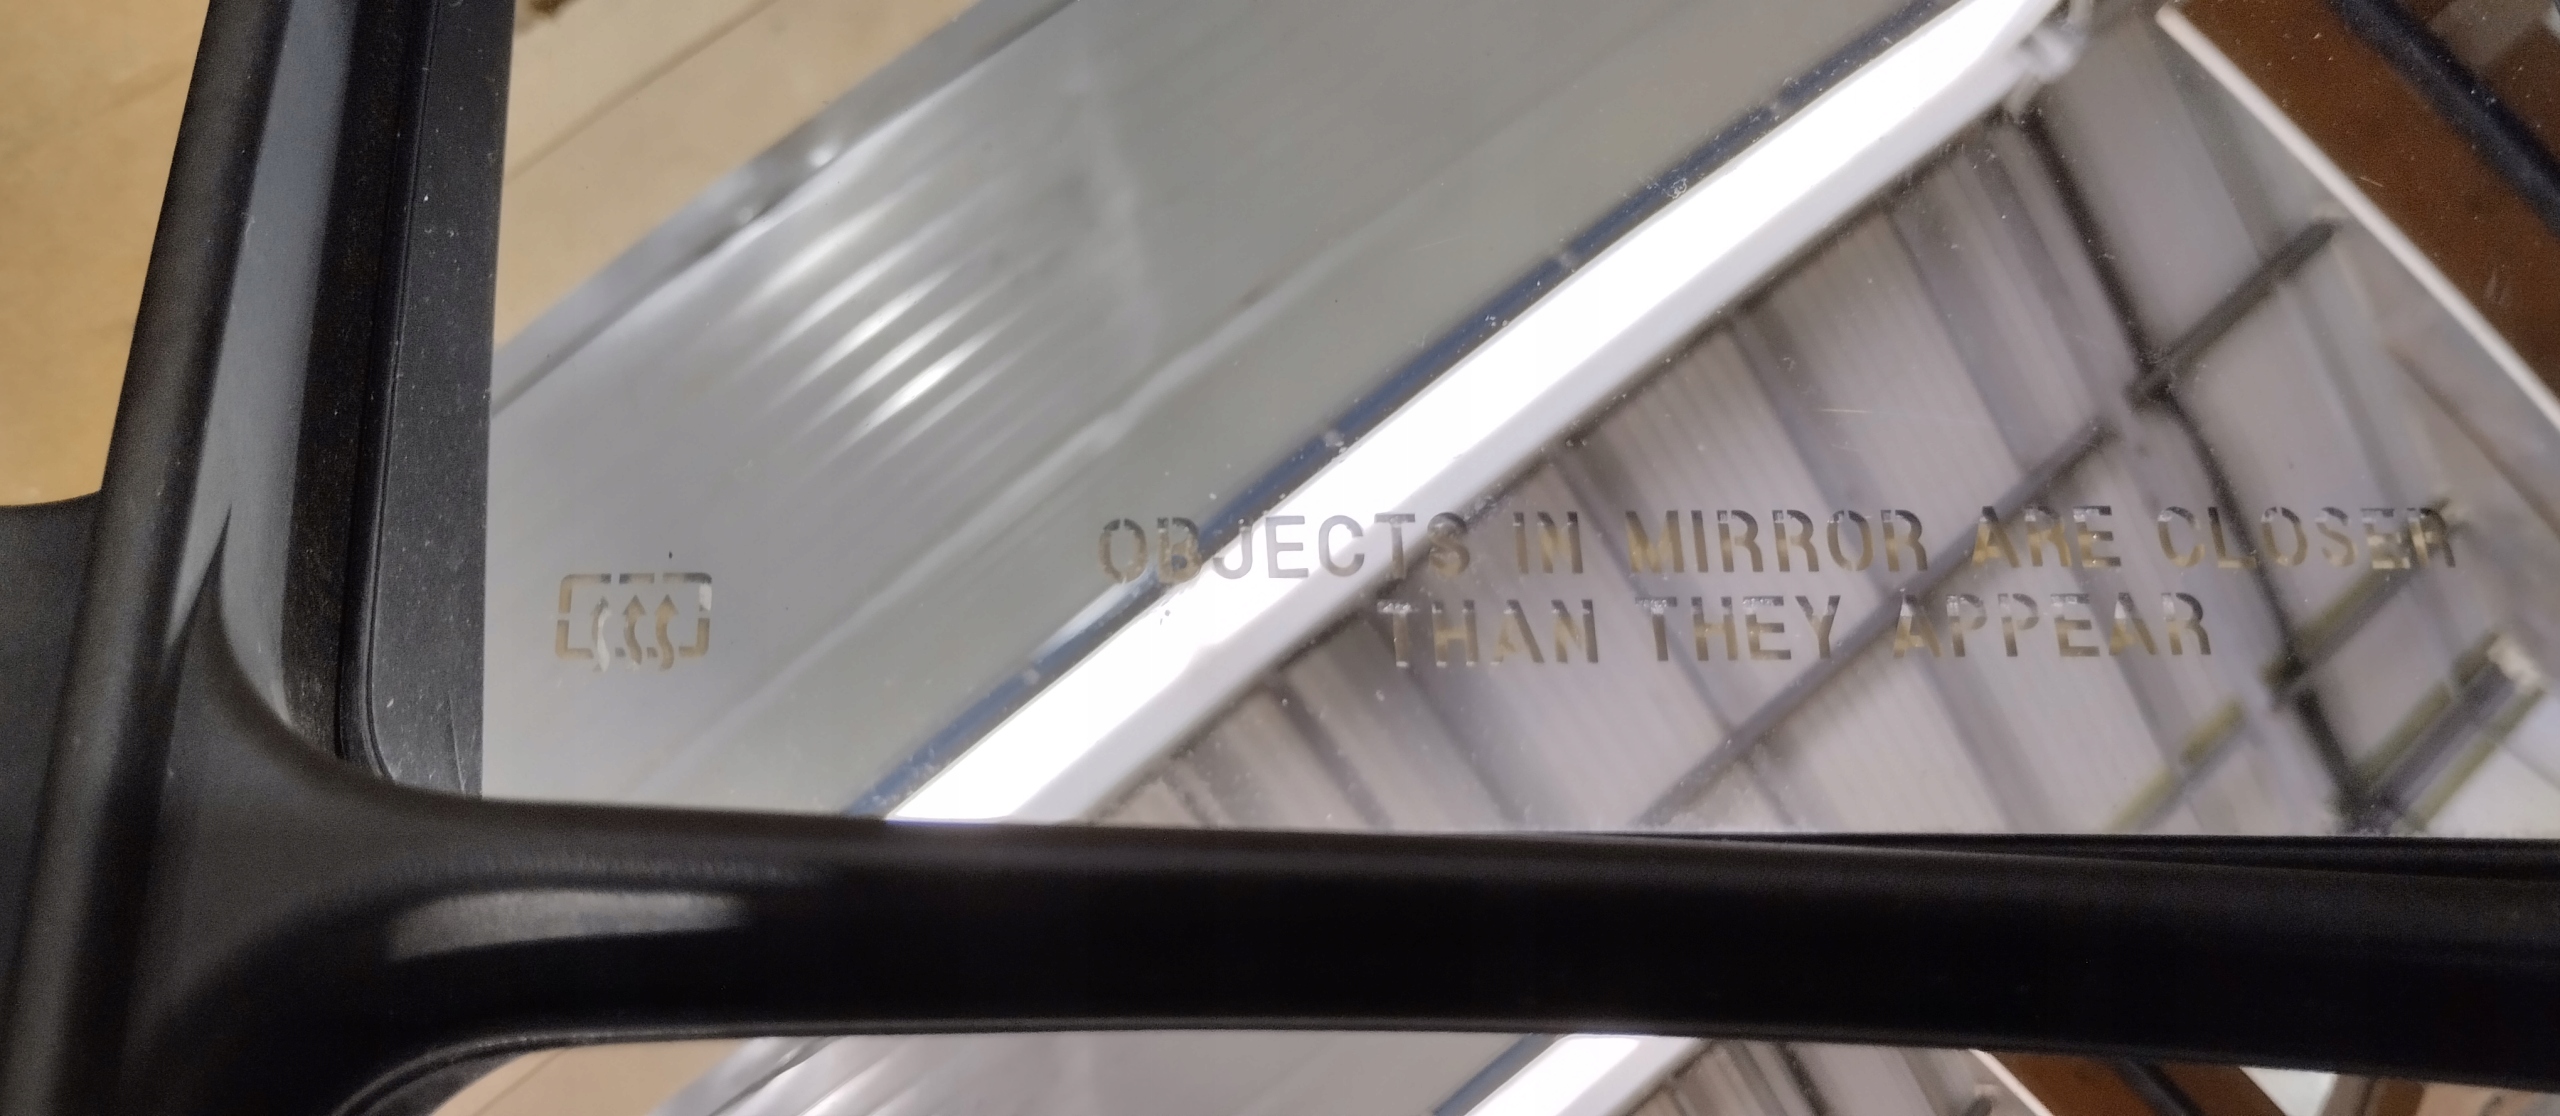 OBJECTS IN MIRROR ARE CLOSER
THAN THEY APPEAR